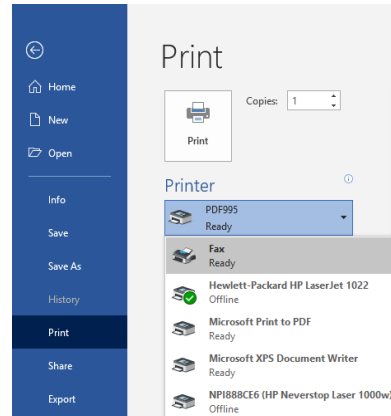 Print
Home
New
Open
Info
Save
Save As
History
Print
Share
Export
Print
Copies: 1
Printer
PDF995
Ready
Fax
Ready
Hewlett-Packard HP LaserJet 1022
Offline
Microsoft Print to PDF
Ready
Microsoft XPS Document Writer
Ready
NPI888CE6 (HP Neverstop Laser 1000w)
Offline